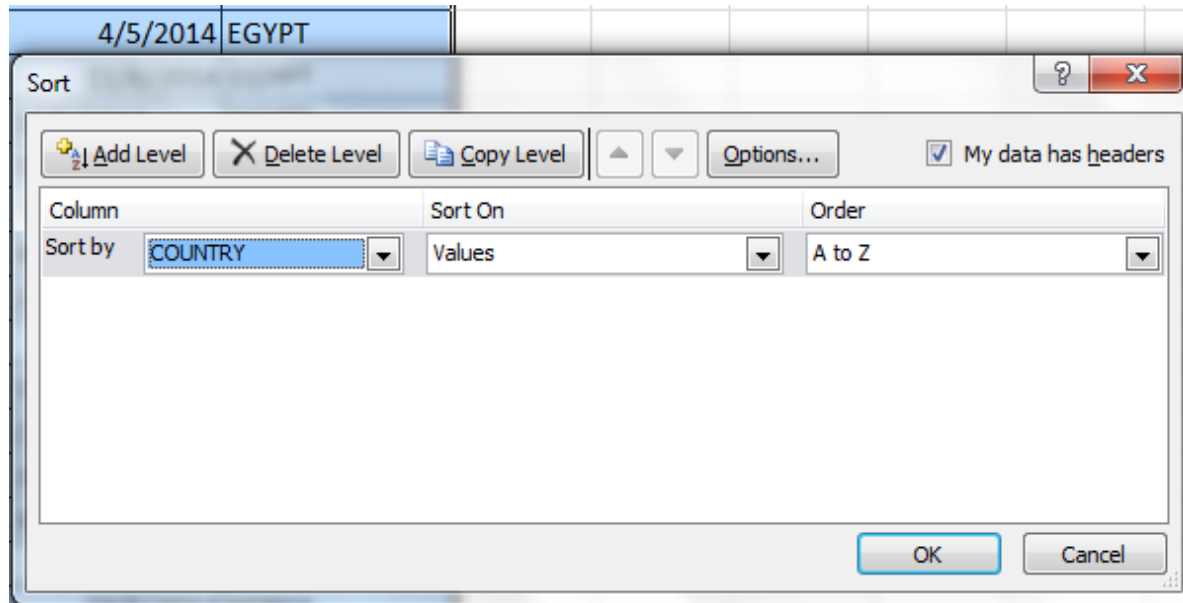 4/5/2014 EGYPT
Sort
Add Level Delete Level Copy Level Options... My data has headers
Column Sort On Order
Sort by COUNTRY Values A to Z
OK Cancel